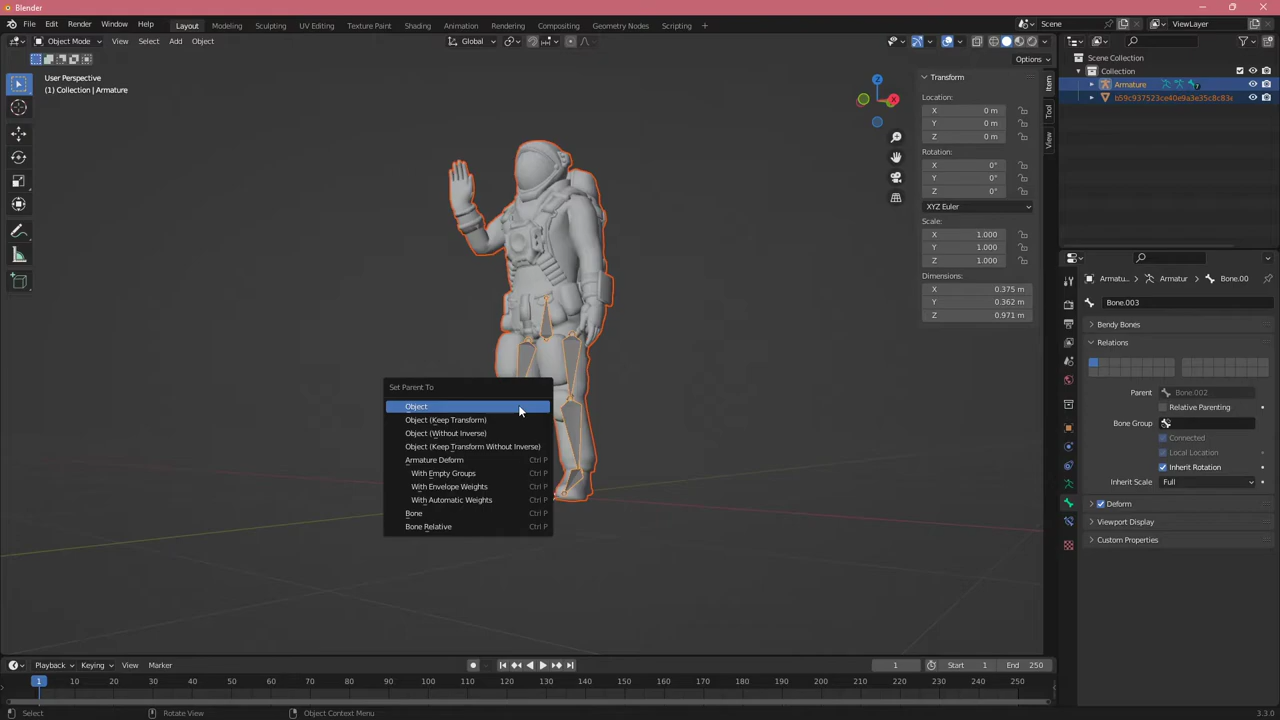 Blender
File Edit Render Window Help
Layout Modeling Sculpting UV Editing Texture Paint Shading Animation Rendering Compositing Geometry Nodes Scripting +
Scene
ViewLayer
Object Mode View Select Add Object
Global
Options
User Perspective
(1) Collection | Armature
Z
X
Transform
Location:
X 0 m
Y 0 m
Z 0 m
Rotation:
X 0°
Y 0°
Z 0°
XYZ Euler
Scale:
X 1.000
Y 1.000
Z 1.000
Dimensions:
X 0.375 m
Y 0.362 m
Z 0.971 m
Item
Tool
View
Scene Collection
Collection
Armature 7
b59c937523ce40e9a3e35c8c83e
Armatu... Armatur Bone.00
Bone.003
Bendy Bones
Relations
Parent Bone.002
Relative Parenting
Bone Group
Connected
Local Location
Inherit Rotation
Inherit Scale Full
Deform
Viewport Display
Custom Properties
Set Parent To
Object
Object (Keep Transform)
Object (Without Inverse)
Object (Keep Transform Without Inverse)
Armature Deform Ctrl P
With Empty Groups Ctrl P
With Envelope Weights Ctrl P
With Automatic Weights Ctrl P
Bone Ctrl P
Bone Relative Ctrl P
Playback Keying View Marker
1 Start 1 End 250
1 10 20 30 40 50 60 70 80 90 100 110 120 130 140 150 160 170 180 190 200 210 220 230 240 250
Select Rotate View Object Context Menu 3.3.0